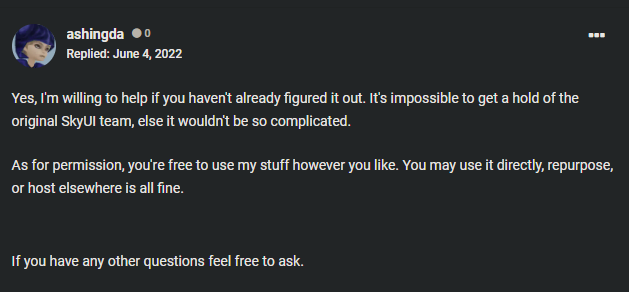 ashingda 0
Replied: June 4, 2022
Yes, I'm willing to help if you haven't already figured it out. It's impossible to get a hold of the
original SkyUI team, else it wouldn't be so complicated.
As for permission, you're free to use my stuff however you like. You may use it directly, repurpose,
or host elsewhere is all fine.
If you have any other questions feel free to ask.